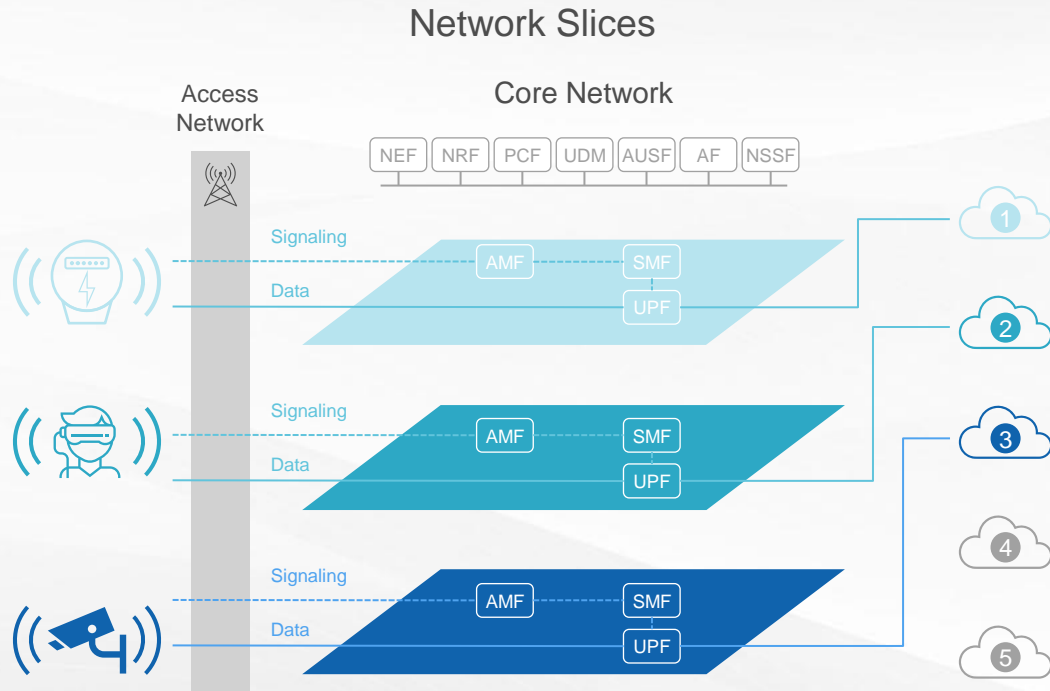 Network Slices
Access
Network
Core Network
NEF
NRF
PCF
UDM
AUSF
AF
NSSF
1
Signaling
AMF
SMF
Data
UPF
2
Signaling
AMF
SMF
Data
UPF
3
4
Signaling
AMF
SMF
Data
UPF
5